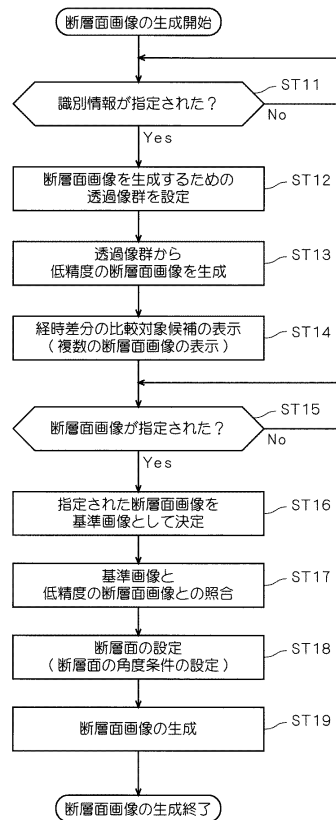 断層面画像の生成開始
ST11
識別情報が指定された？
No
Yes
断層面画像を生成するための
透過像群を設定
ST12
透過像群から
低精度の断層面画像を生成
ST13
経時差分の比較対象候補の表示
（複数の断層面画像の表示）
ST14
ST15
断層面画像が指定された？
No
Yes
指定された断層面画像を
基準画像として決定
ST16
基準画像と
低精度の断層面画像との照合
ST17
断層面の設定
（断層面の角度条件の設定）
ST18
断層面画像の生成
ST19
断層面画像の生成終了